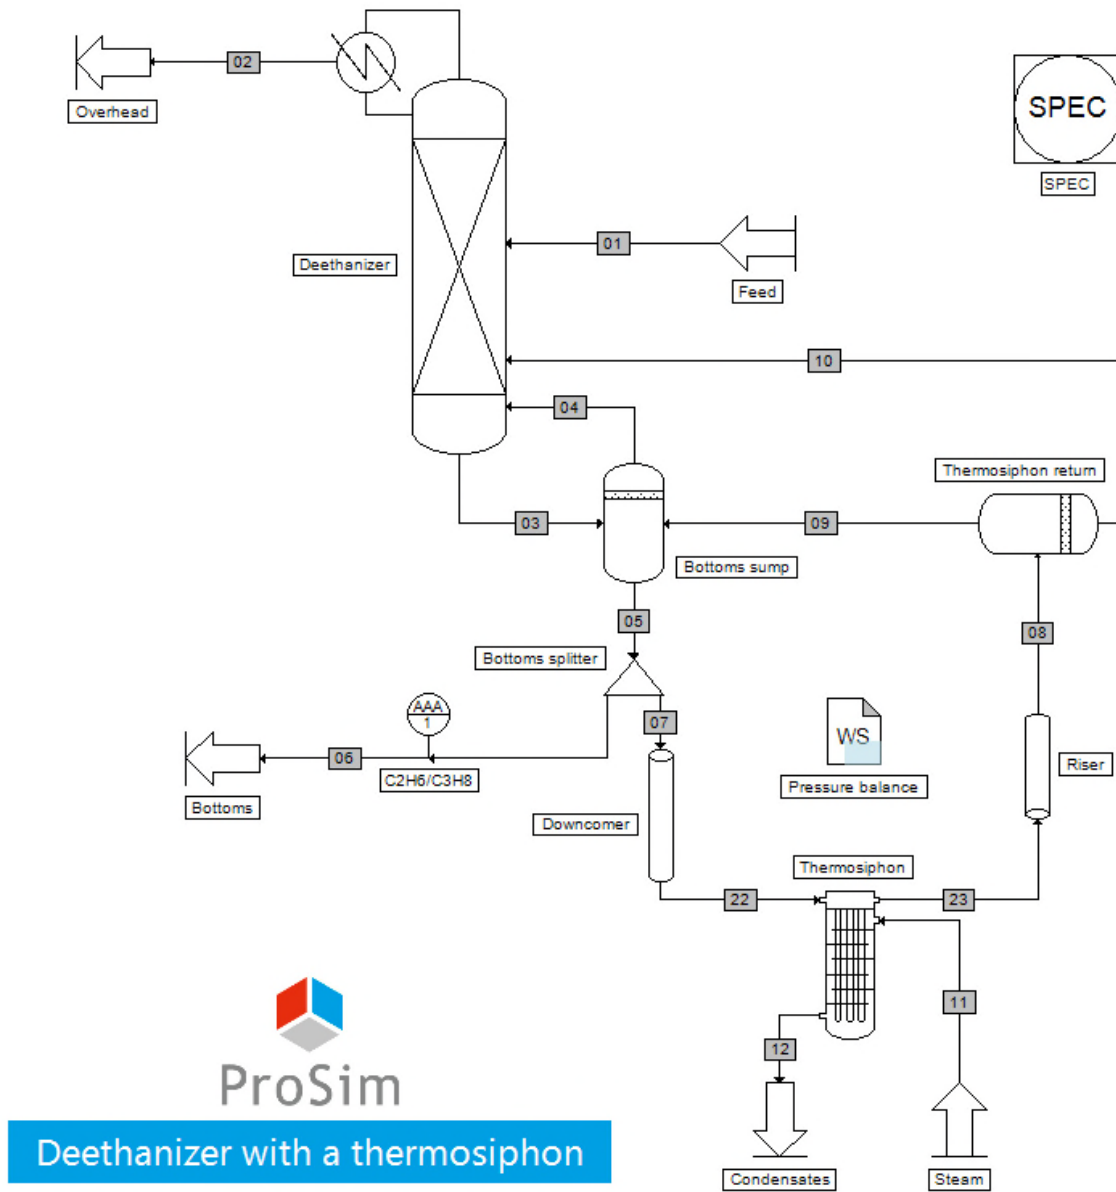 02
Overhead
SPEC
SPEC
01
Deethanizer
Feed
10
04
Thermosiphon return
03
09
Bottoms sump
05
08
Bottoms splitter
07
AAA
1
WS
06
C2H6/C3H8
Riser
Pressure balance
Bottoms
Downcomer
Thermosiphon
22
23
11
12
ProSim
Deethanizer with a thermosiphon
Condensates
Steam